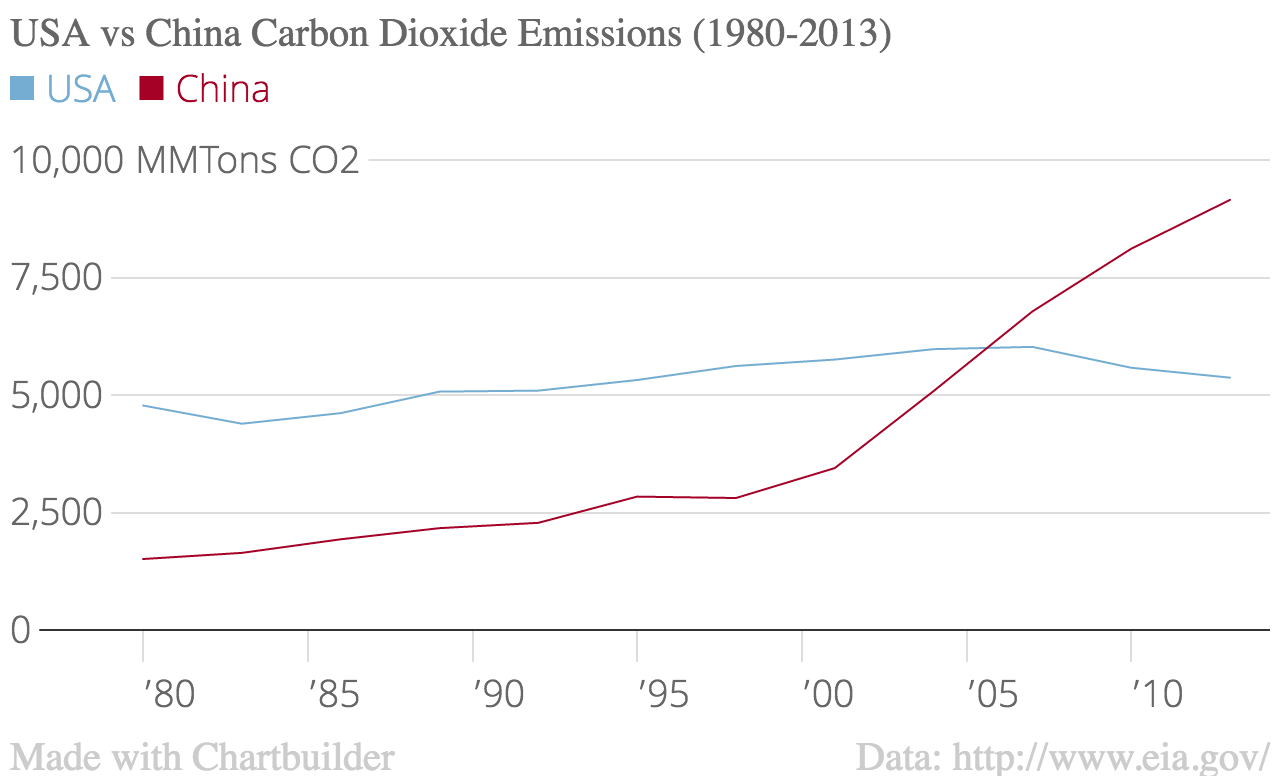 USA vs China Carbon Dioxide Emissions (1980-2013)
USA China
10,000 MMTons CO2
7,500
5,000
2,500
0
’80 ’85 ’90 ’95 ’00 ’05 ’10
Made with Chartbuilder Data: http://www.eia.gov/